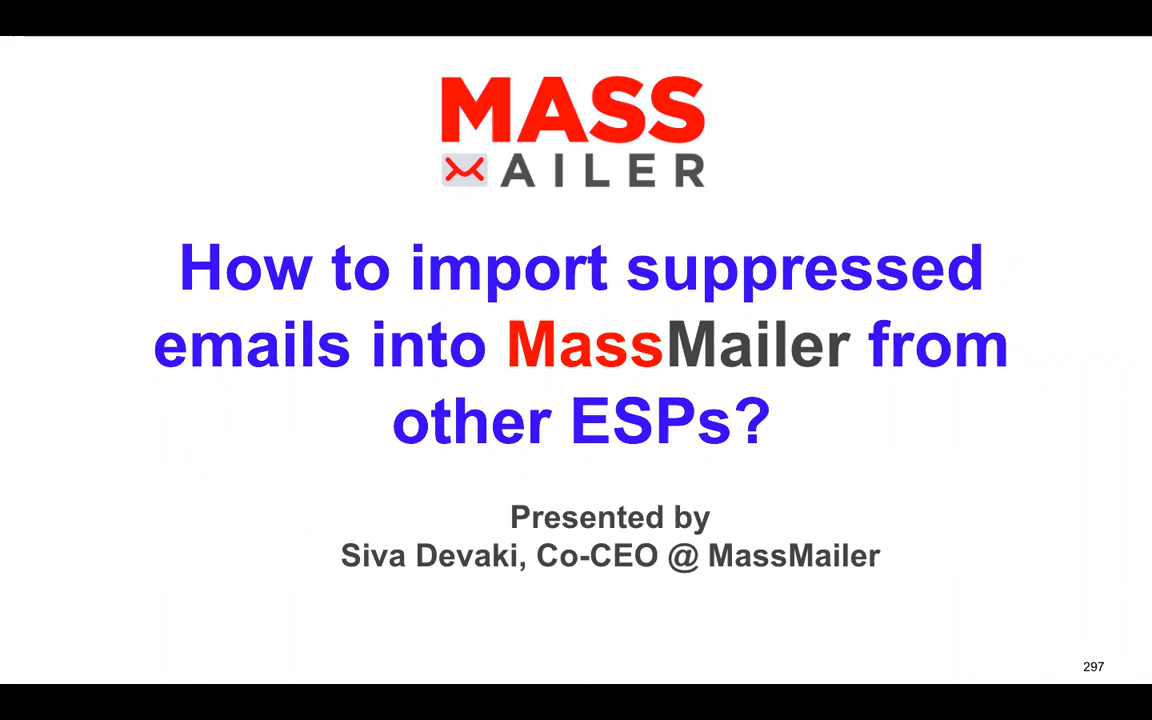 MASS
AILER
How to import suppressed
emails into MassMailer from
other ESPs?
Presented by
Siva Devaki, Co-CEO @ MassMailer
297